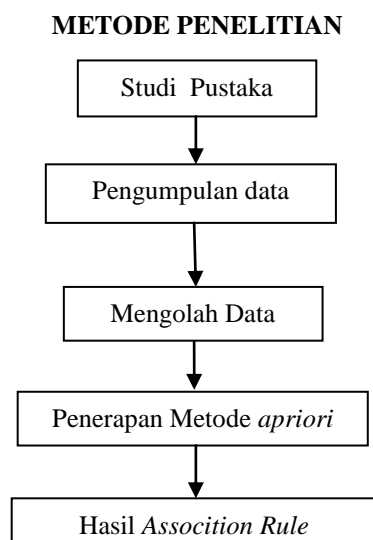 METODE PENELITIAN
Studi Pustaka
Pengumpulan data
Mengolah Data
Penerapan Metode apriori
Hasil Assocition Rule